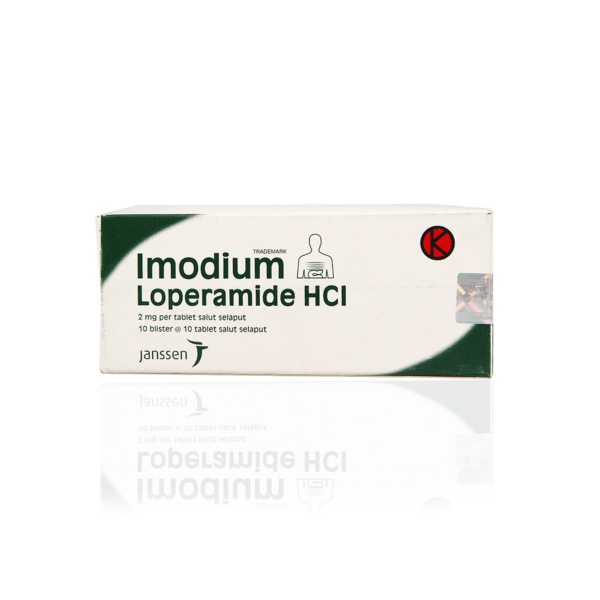 TRADEMARK
Imodium
Loperamide HCl
2 mg per tablet salut selaput
10 blister @ 10 tablet salut selaput
janssen
K